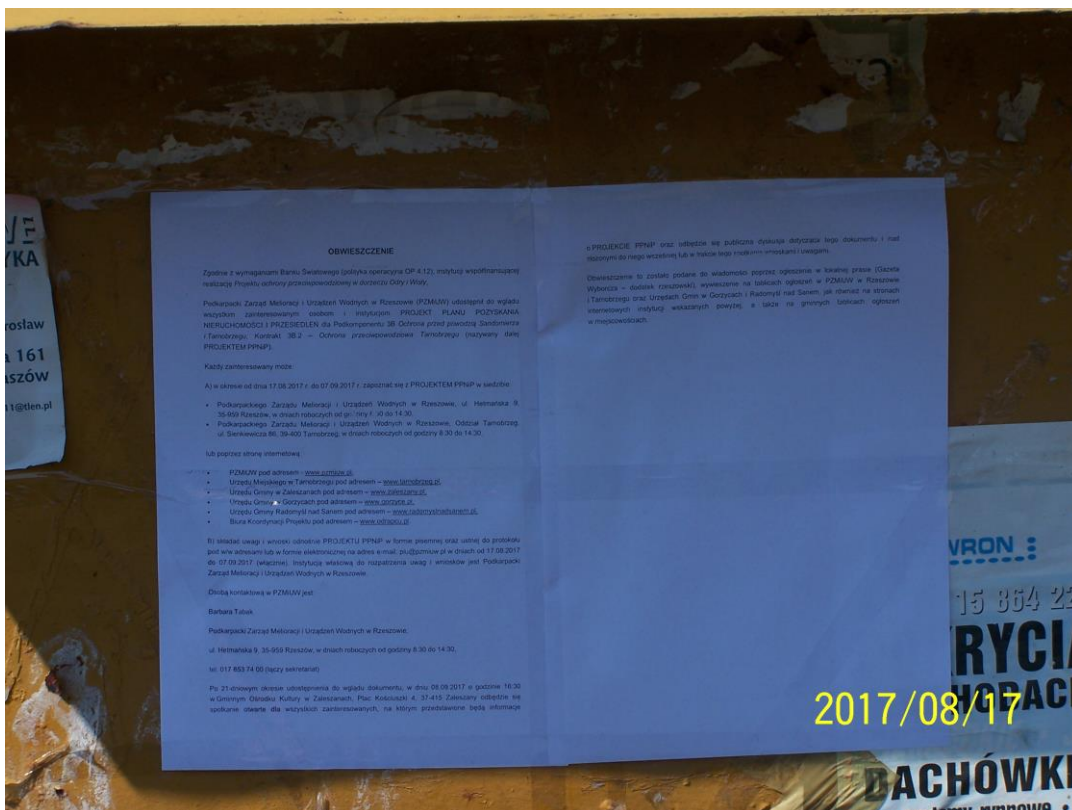 OBWIESZCZENIE
Zgodnie z wymaganiami Banku Światowego (polityka operacyjna OP 4.12), instytucji współfinansującej
realizację Projektu ochrony przeciwpowodziowej w dorzeczu Odry i Wisły,
Podkarpacki Zarząd Melioracji i Urządzeń Wodnych w Rzeszowie (PZMiUW) udostępnił do wglądu
wszystkim zainteresowanym osobom i instytucjom PROJEKT PLANU POZYSKANIA
NIERUCHOMOŚCI I PRZESIEDLEŃ dla Podkomponentu 3B Ochrona przed powodzią Sandomierza
i Tarnobrzegu, Kontrakt 3B.2 – Ochrona przeciwpowodziowa Tarnobrzegu (nazywany dalej
PROJEKTEM PPNiP).
Każdy zainteresowany może:
A) w okresie od dnia 17.08.2017 r. do 07.09.2017 r. zapoznać się z PROJEKTEM PPNiP w siedzibie:
• Podkarpackiego Zarządu Melioracji i Urządzeń Wodnych w Rzeszowie, ul. Hetmańska 9,
35-959 Rzeszów, w dniach roboczych od godziny 8:30 do 14:30,
• Podkarpackiego Zarządu Melioracji i Urządzeń Wodnych w Rzeszowie, Oddział Tarnobrzeg,
ul. Sienkiewicza 86, 39-400 Tarnobrzeg, w dniach roboczych od godziny 8:30 do 14:30,
lub poprzez stronę internetową:
• PZMiUW pod adresem - www.pzmiuw.pl,
• Urzędu Miejskiego w Tarnobrzegu pod adresem – www.tarnobrzeg.pl,
• Urzędu Gminy w Zaleszanach pod adresem – www.zaleszany.pl,
• Urzędu Gminy w Gorzycach pod adresem – www.gorzyce.pl,
• Urzędu Gminy Radomyśl nad Sanem pod adresem – www.radomyslnadsanem.pl,
• Biura Koordynacji Projektu pod adresem – www.odrapcu.pl.
B) składać uwagi i wnioski odnośnie PROJEKTU PPNiP w formie pisemnej oraz ustnej do protokołu
pod w/w adresami lub w formie elektronicznej na adres e-mail: piu@pzmiuw.pl w dniach od 17.08.2017
do 07.09.2017 (włącznie). Instytucją właściwą do rozpatrzenia uwag i wniosków jest Podkarpacki
Zarząd Melioracji i Urządzeń Wodnych w Rzeszowie.
Osobą kontaktową w PZMiUW jest:
Barbara Tabak
Podkarpacki Zarząd Melioracji i Urządzeń Wodnych w Rzeszowie,
ul. Hetmańska 9, 35-959 Rzeszów, w dniach roboczych od godziny 8:30 do 14:30,
tel. 017 853 74 00 (łączy sekretariat)
Po 21-dniowym okresie udostępnienia do wglądu dokumentu, w dniu 08.09.2017 o godzinie 16:30
w Gminnym Ośrodku Kultury w Zaleszanach, Plac Kościuszki 4, 37-415 Zaleszany odbędzie się
spotkanie otwarte dla wszystkich zainteresowanych, na którym przedstawione będą informacje
o PROJEKCIE PPNiP oraz odbędzie się publiczna dyskusja dotycząca tego dokumentu i nad
złożonymi do niego wcześniej lub w trakcie tego spotkania wnioskami i uwagami.
Obwieszczenie to zostało podane do wiadomości poprzez ogłoszenie w lokalnej prasie (Gazeta
Wyborcza – dodatek rzeszowski), wywieszenie na tablicach ogłoszeń w PZMiUW w Rzeszowie
i Tarnobrzegu oraz Urzędach Gmin w Gorzycach i Radomyśl nad Sanem, jak również na stronach
internetowych instytucji wskazanych powyżej, a także na gminnych tablicach ogłoszeń
w miejscowościach.
YKA
rosław
a 161
aszów
11@tlen.pl
WRON
15 864 22
KRYCIA
HOBACH
DACHÓWKI
rynnowe
2017/08/17